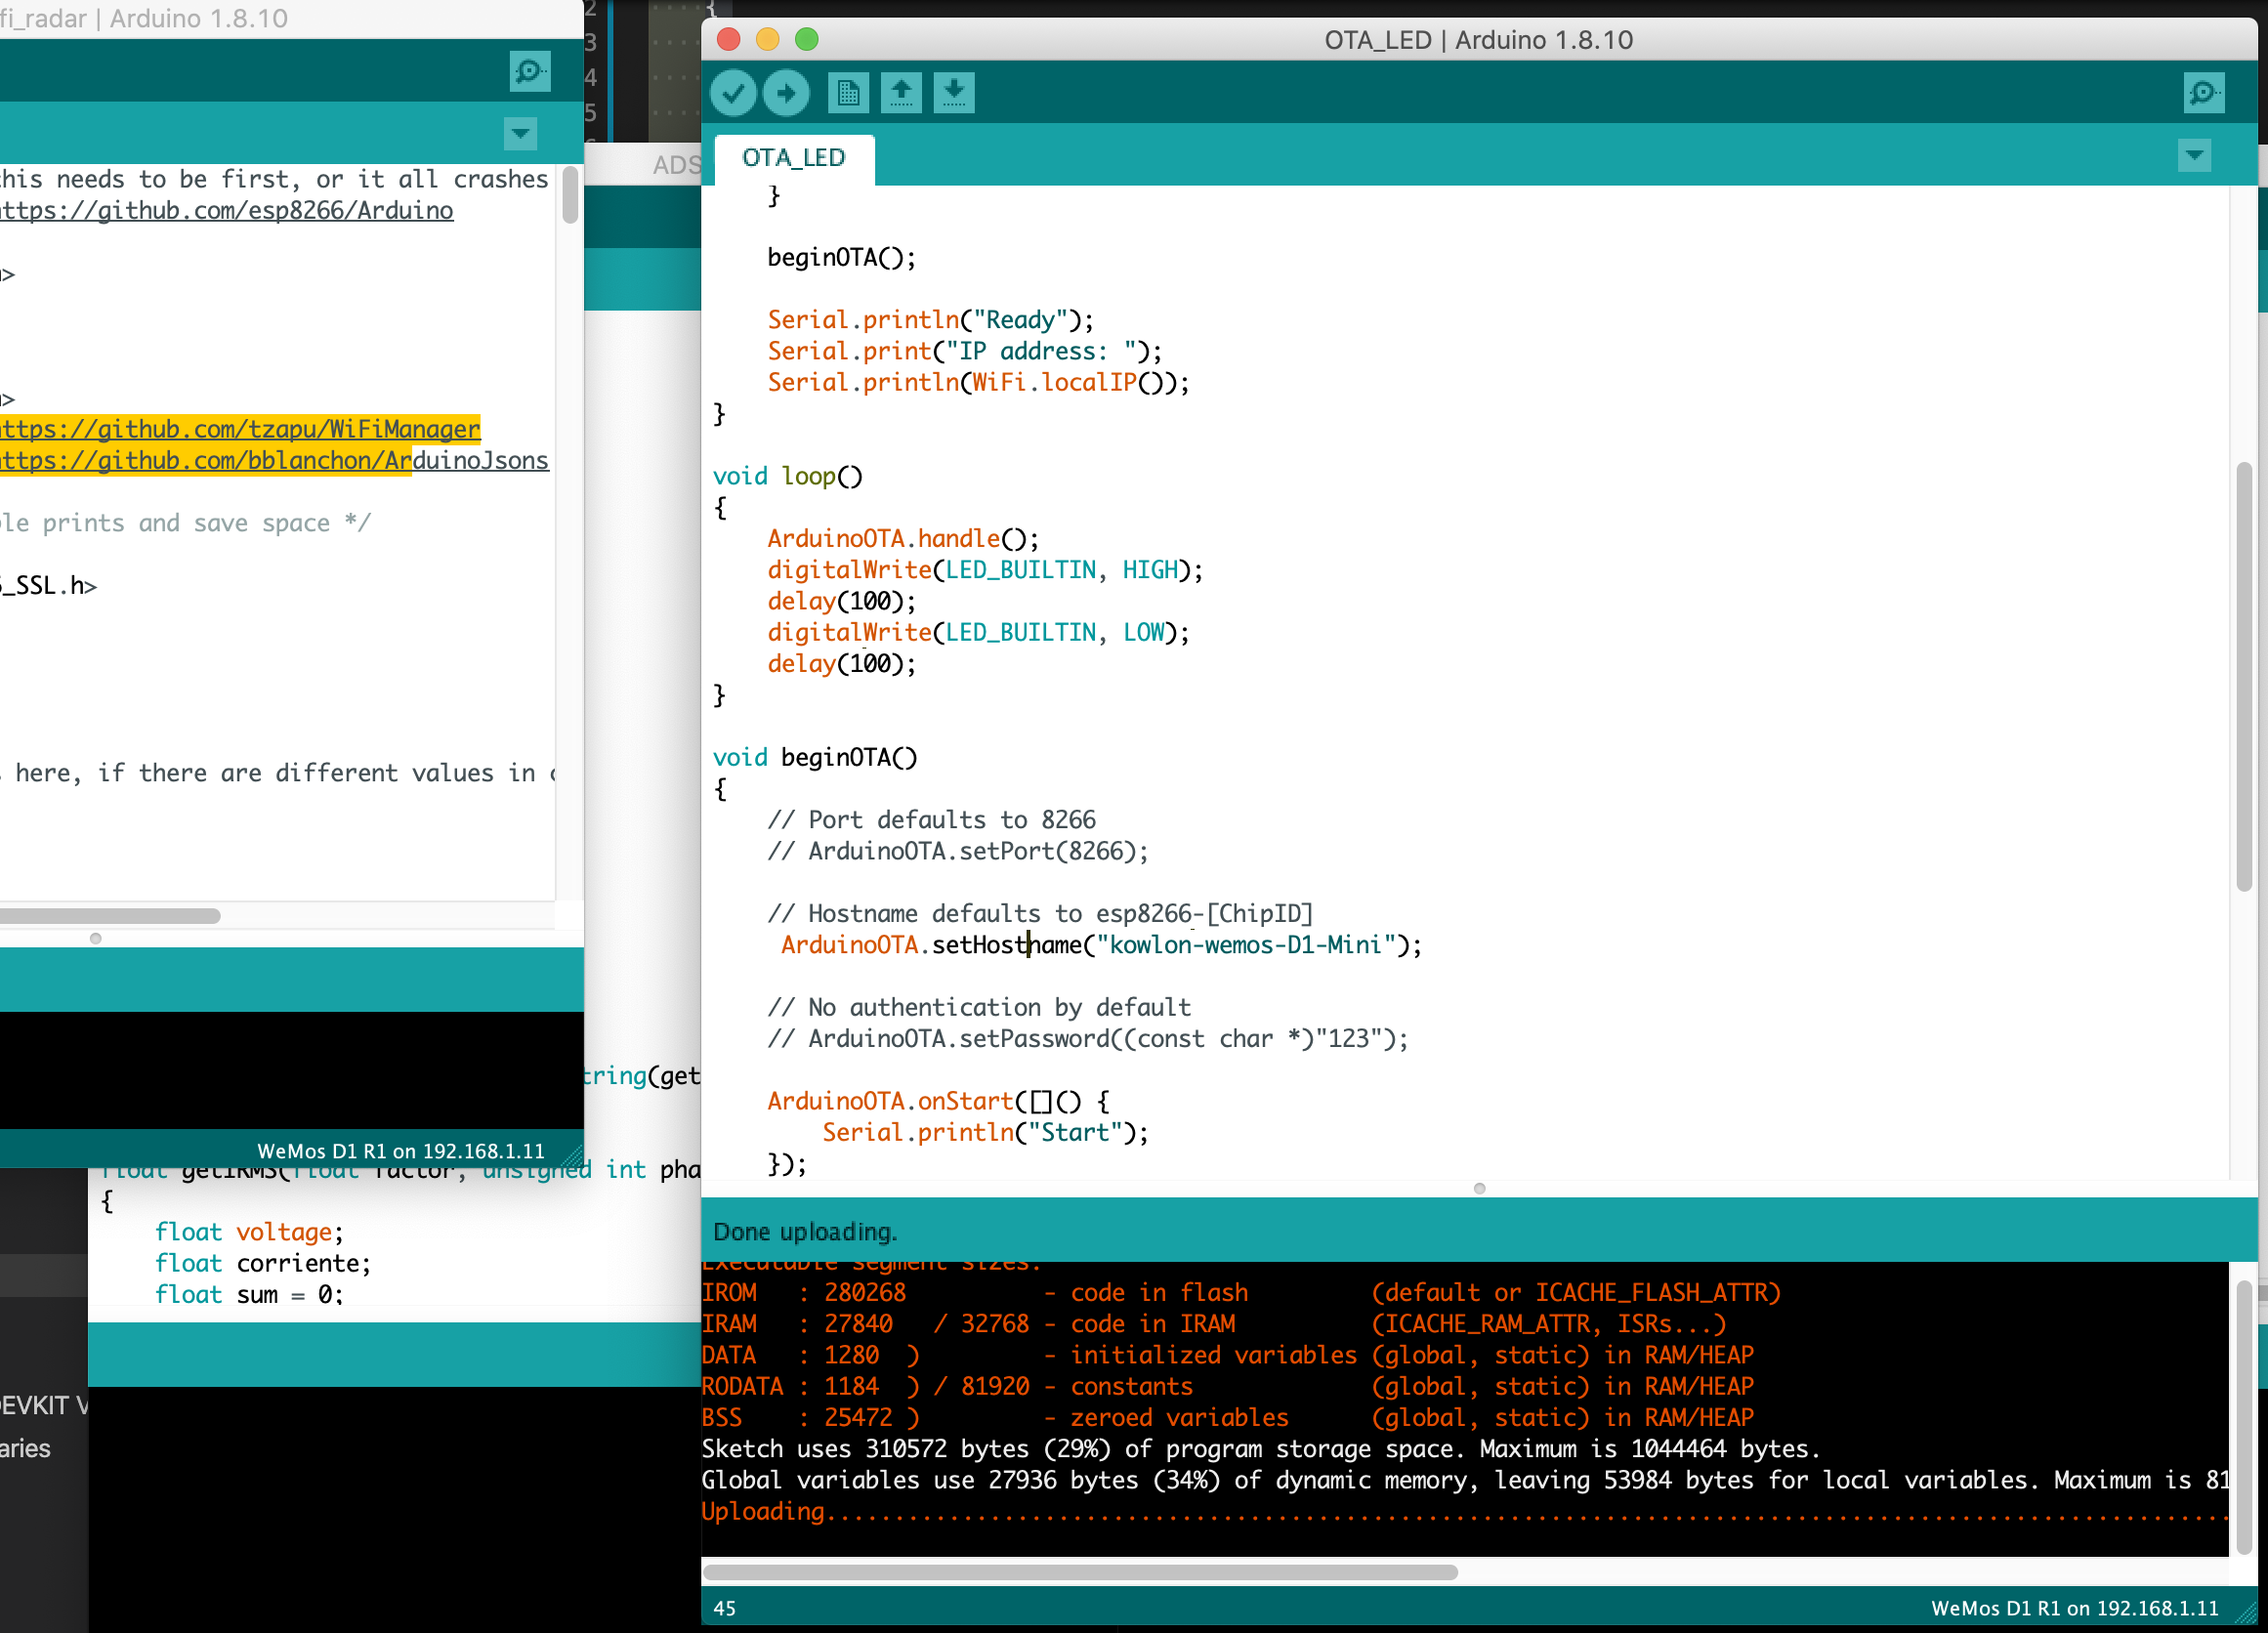 fi_radar | Arduino 1.8.10
this needs to be first, or it all crashes
https://github.com/esp8266/Arduino
>
>
https://github.com/tzapu/WiFiManager
https://github.com/bblanchon/ArduinoJsons
le prints and save space */
_SSL.h>
here, if there are different values in
WeMos D1 R1 on 192.168.1.11
2
3
4
5
{
ADS
tring(get
float getIRMS(float factor, unsigned int pha
{
float voltage;
float corriente;
float sum = 0;
EVKIT V
aries
OTA_LED | Arduino 1.8.10
OTA_LED
}
beginOTA();
Serial.println("Ready");
Serial.print("IP address: ");
Serial.println(WiFi.localIP());
}
void loop()
{
ArduinoOTA.handle();
digitalWrite(LED_BUILTIN, HIGH);
delay(100);
digitalWrite(LED_BUILTIN, LOW);
delay(100);
}
void beginOTA()
{
// Port defaults to 8266
// ArduinoOTA.setPort(8266);
// Hostname defaults to esp8266-[ChipID]
ArduinoOTA.setHostname("kowlon-wemos-D1-Mini");
// No authentication by default
// ArduinoOTA.setPassword((const char *)"123");
ArduinoOTA.onStart([]() {
Serial.println("Start");
});
Done uploading.
Executable segment sizes:
IROM : 280268 - code in flash (default or ICACHE_FLASH_ATTR)
IRAM : 27840 / 32768 - code in IRAM (ICACHE_RAM_ATTR, ISRs...)
DATA : 1280 ) - initialized variables (global, static) in RAM/HEAP
RODATA : 1184 ) / 81920 - constants (global, static) in RAM/HEAP
BSS : 25472 ) - zeroed variables (global, static) in RAM/HEAP
Sketch uses 310572 bytes (29%) of program storage space. Maximum is 1044464 bytes.
Global variables use 27936 bytes (34%) of dynamic memory, leaving 53984 bytes for local variables. Maximum is 81
Uploading.......................................................................................................
45
WeMos D1 R1 on 192.168.1.11